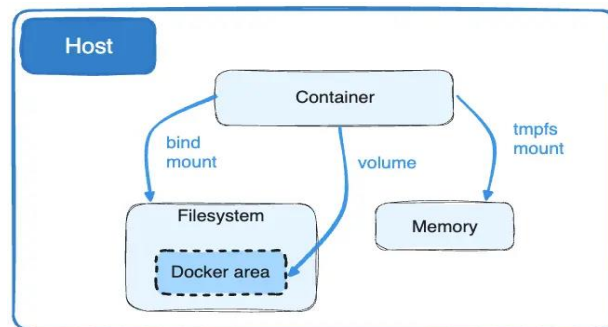 Host
Container
bind
mount
volume
tmpfs
mount
Filesystem
Memory
Docker area